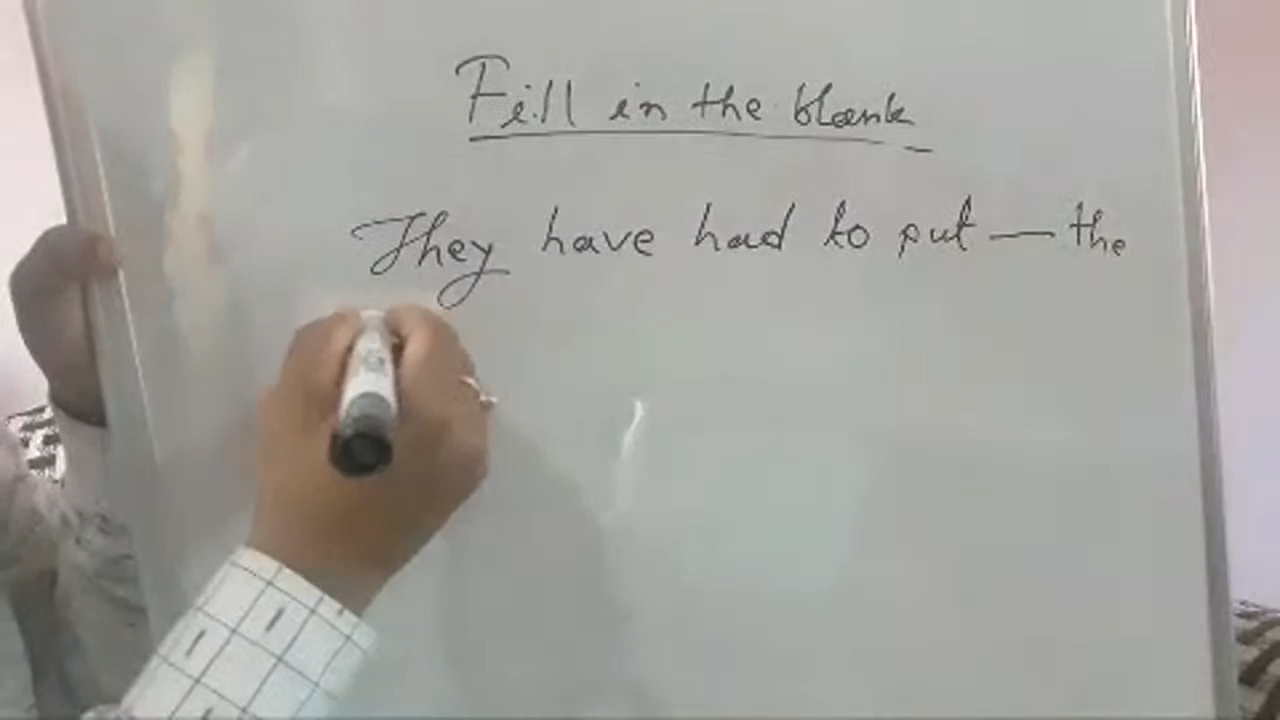 Fill in the blank
They have had to put — the